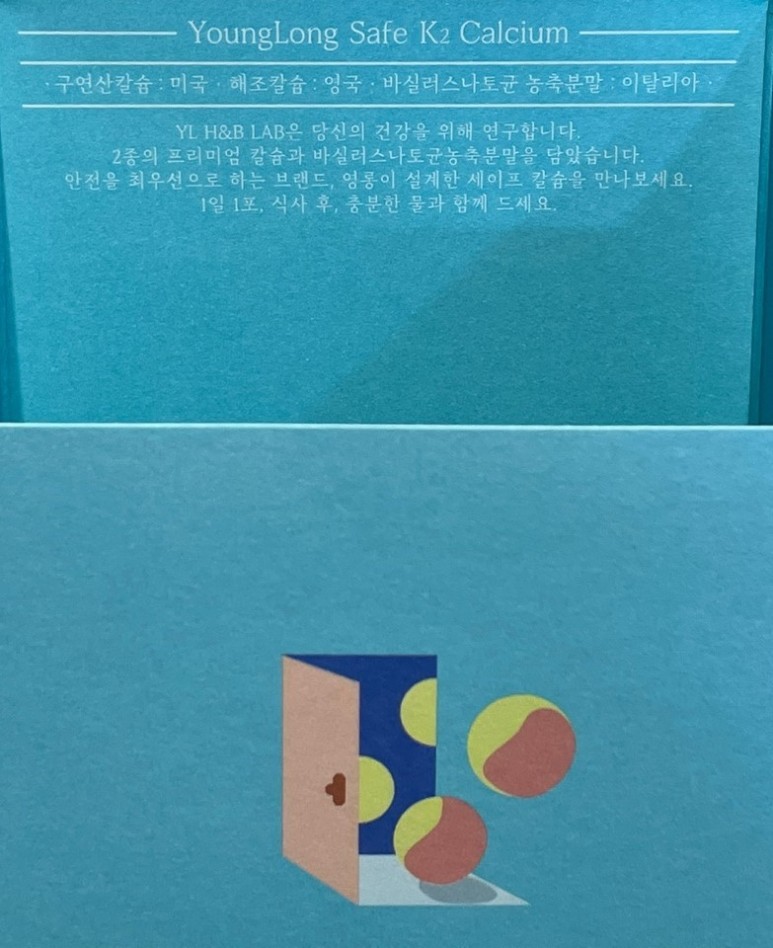 YoungLong Safe K2 Calcium
· 구연산칼슘 : 미국 · 해조칼슘 : 영국 · 바실러스나토균 농축분말 : 이탈리아 ·
YL H&B LAB은 당신의 건강을 위해 연구합니다.
2종의 프리미엄 칼슘과 바실러스나토균농축분말을 담았습니다.
안전을 최우선으로 하는 브랜드, 영롱이 설계한 세이프 칼슘을 만나보세요.
1일 1포, 식사 후, 충분한 물과 함께 드세요.